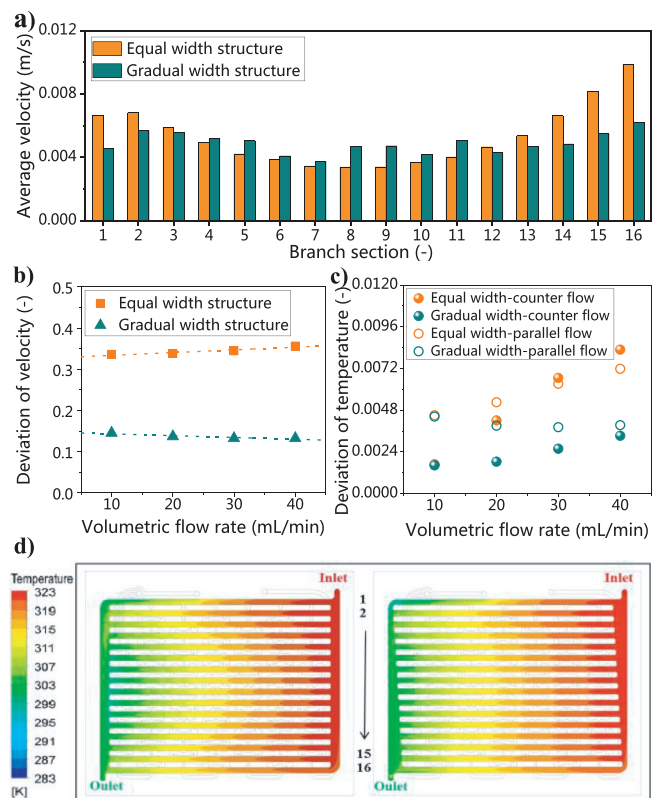 a)
0.012
0.008
0.004
0.000
Average velocity (m/s)
Equal width structure
Gradual width structure
1 2 3 4 5 6 7 8 9 10 11 12 13 14 15 16
Branch section (-)
b)
0.5
0.4
0.3
0.2
0.1
0.0
Deviation of velocity (-)
Equal width structure
Gradual width structure
10 20 30 40
Volumetric flow rate (mL/min)
c)
0.0120
0.0096
0.0072
0.0048
0.0024
0.0000
Deviation of temperature (-)
Equal width-counter flow
Gradual width-counter flow
Equal width-parallel flow
Gradual width-parallel flow
10 20 30 40
Volumetric flow rate (mL/min)
d)
Temperature
323
319
315
311
307
303
299
295
291
287
283
[K]
Inlet
Oulet
1
2
15
16
Inlet
Oulet